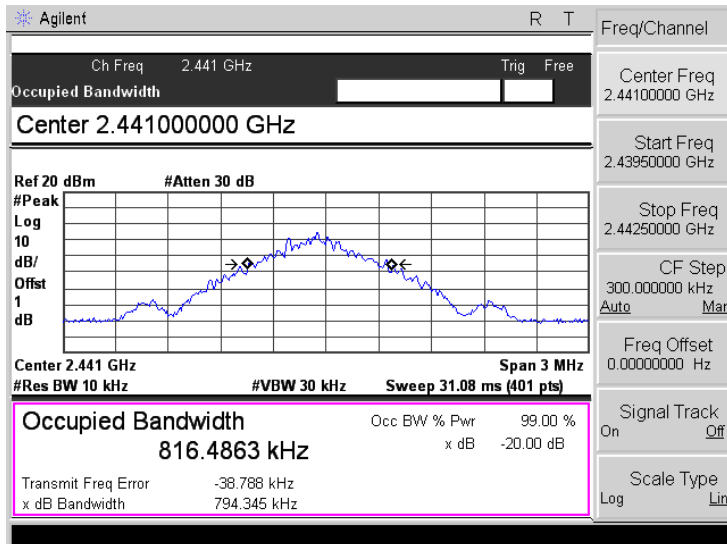 Agilent R T
Ch Freq 2.441 GHz Trig Free
Occupied Bandwidth
Center 2.441000000 GHz
Ref 20 dBm #Atten 30 dB
#Peak
Log
10
dB/
Offst
1
dB
Center 2.441 GHz Span 3 MHz
#Res BW 10 kHz #VBW 30 kHz Sweep 31.08 ms (401 pts)
Occupied Bandwidth Occ BW % Pwr 99.00 %
816.4863 kHz x dB -20.00 dB
Transmit Freq Error -38.788 kHz
x dB Bandwidth 794.345 kHz
Freq/Channel
Center Freq
2.44100000 GHz
Start Freq
2.43950000 GHz
Stop Freq
2.44250000 GHz
CF Step
300.000000 kHz
Auto Man
Freq Offset
0.00000000 Hz
Signal Track
On Off
Scale Type
Log Lin